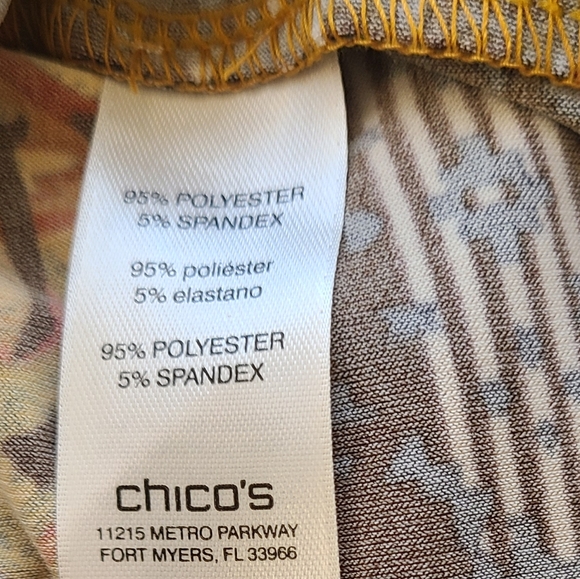 95% POLYESTER
5% SPANDEX
95% poliéster
5% elastano
95% POLYESTER
5% SPANDEX
chico's
11215 METRO PARKWAY
FORT MYERS, FL 33966